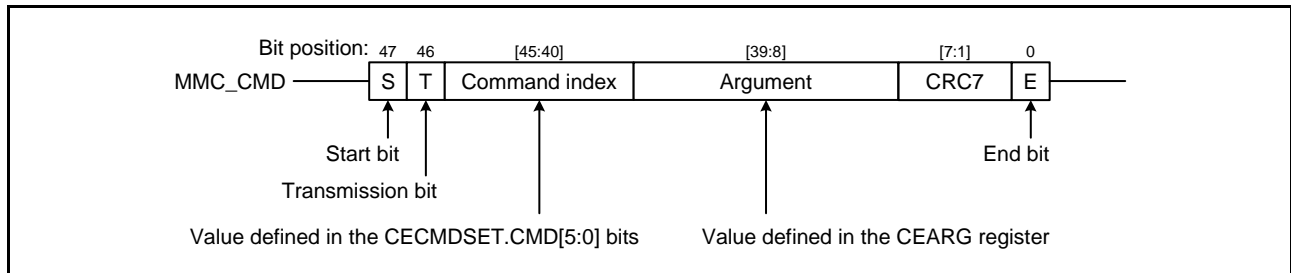 Bit position: 47 46 [45:40] [39:8] [7:1] 0
MMC_CMD S T Command index Argument CRC7 E
Start bit End bit
Transmission bit
Value defined in the CECMDSET.CMD[5:0] bits Value defined in the CEARG register